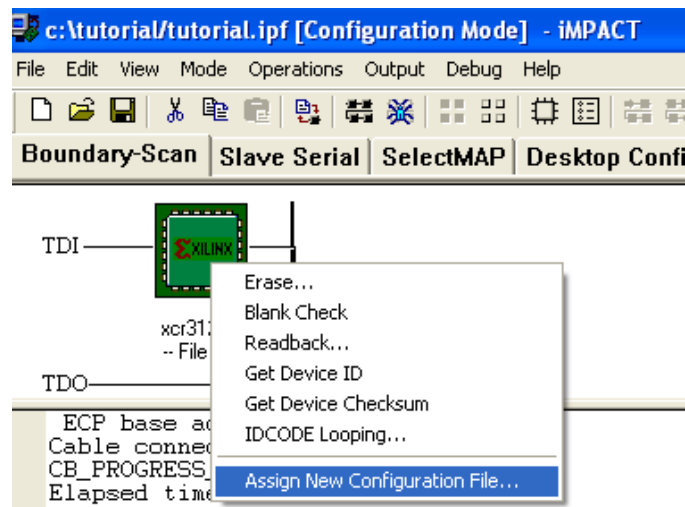 c:\tutorial/tutorial.ipf [Configuration Mode] - iMPACT
File Edit View Mode Operations Output Debug Help
Boundary-Scan Slave Serial SelectMAP Desktop Confi
TDI
XILINX
xcr31
-- File
TDO
Erase...
Blank Check
Readback...
Get Device ID
Get Device Checksum
IDCODE Looping...
Assign New Configuration File...
ECP base a
Cable connec
CB_PROGRESS_
Elapsed time